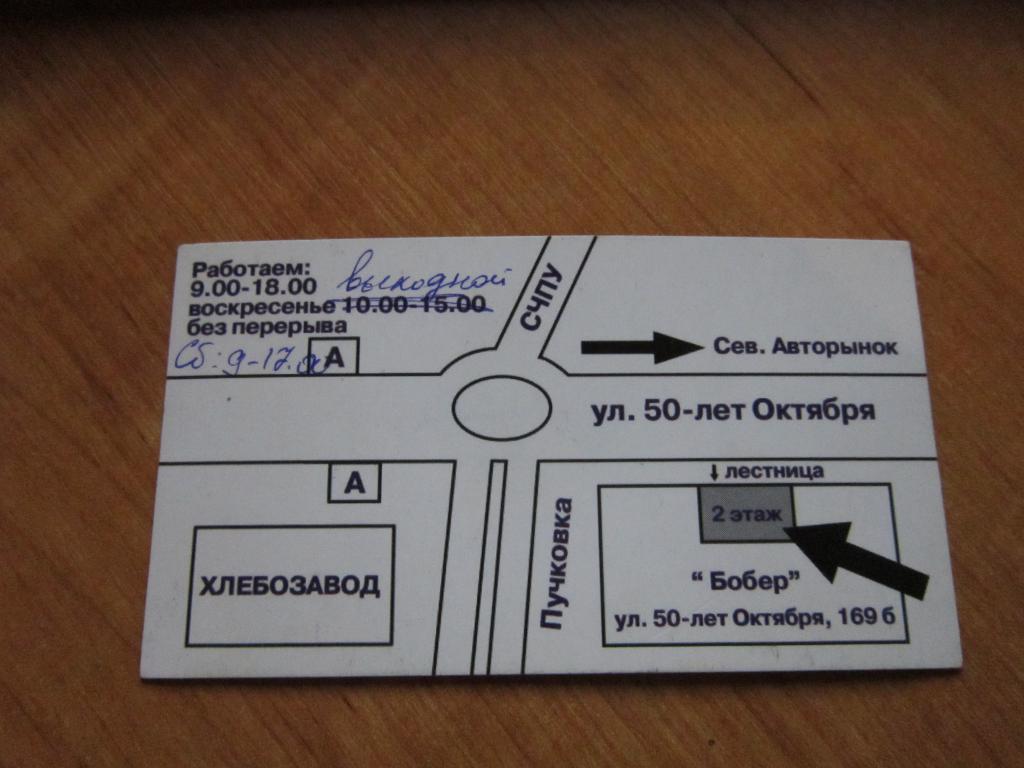 Работаем:
9.00-18.00 выходной
воскресенье 10.00-15.00
без перерыва
Сб: 9-17.00
А
СЧПУ
Сев. Авторынок
ул. 50-лет Октября
А
ХЛЕБОЗАВОД
Пучковка
лестница
2 этаж
“ Бобер”
ул. 50-лет Октября, 169 б